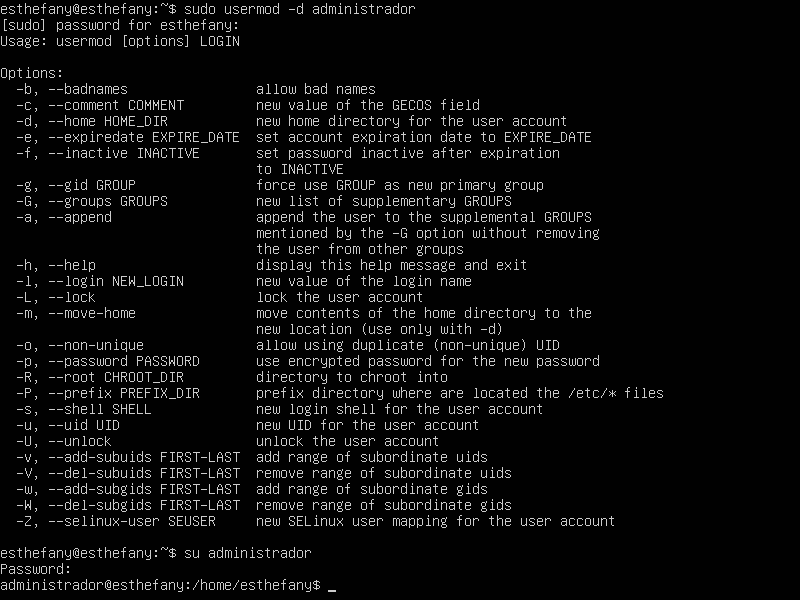 esthefany@esthefany:~$ sudo usermod -d administrador
[sudo] password for esthefany:
Usage: usermod [options] LOGIN

Options:
  -b, --badnames                allow bad names
  -c, --comment COMMENT         new value of the GECOS field
  -d, --home HOME_DIR           new home directory for the user account
  -e, --expiredate EXPIRE_DATE  set account expiration date to EXPIRE_DATE
  -f, --inactive INACTIVE       set password inactive after expiration
                                to INACTIVE
  -g, --gid GROUP               force use GROUP as new primary group
  -G, --groups GROUPS           new list of supplementary GROUPS
  -a, --append                  append the user to the supplemental GROUPS
                                mentioned by the -G option without removing
                                the user from other groups
  -h, --help                    display this help message and exit
  -l, --login NEW_LOGIN         new value of the login name
  -L, --lock                    lock the user account
  -m, --move-home               move contents of the home directory to the
                                new location (use only with -d)
  -o, --non-unique              allow using duplicate (non-unique) UID
  -p, --password PASSWORD       use encrypted password for the new password
  -R, --root CHROOT_DIR         directory to chroot into
  -P, --prefix PREFIX_DIR       prefix directory where are located the /etc/* files
  -s, --shell SHELL             new login shell for the user account
  -u, --uid UID                 new UID for the user account
  -U, --unlock                  unlock the user account
  -v, --add-subuids FIRST-LAST  add range of subordinate uids
  -V, --del-subuids FIRST-LAST  remove range of subordinate uids
  -w, --add-subgids FIRST-LAST  add range of subordinate gids
  -W, --del-subgids FIRST-LAST  remove range of subordinate gids
  -Z, --selinux-user SEUSER     new SELinux user mapping for the user account

esthefany@esthefany:~$ su administrador
Password:
administrador@esthefany:/home/esthefany$ _